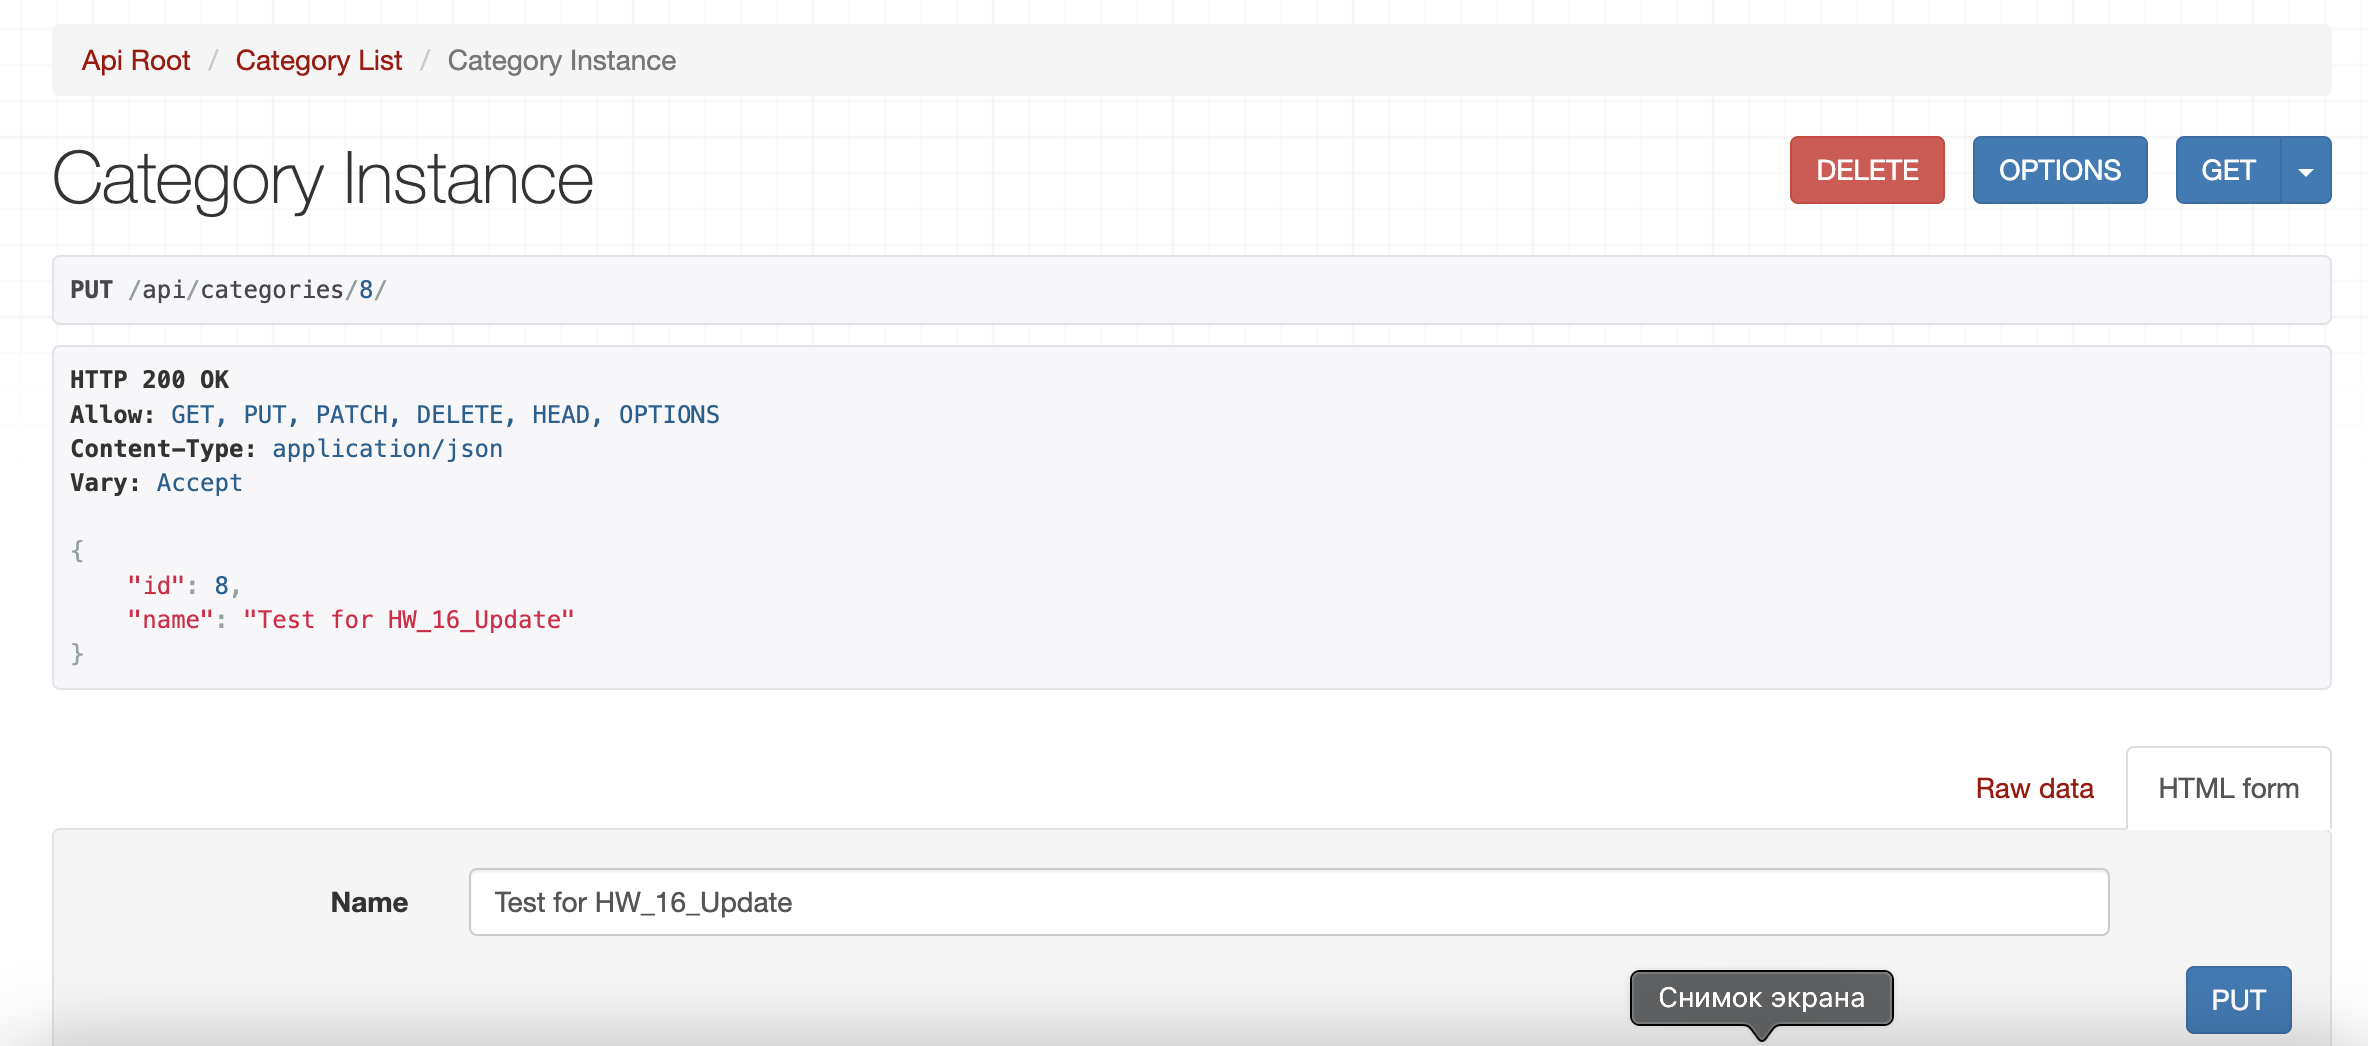 Api Root / Category List / Category Instance
Category Instance
DELETE OPTIONS GET
PUT /api/categories/8/
HTTP 200 OK
Allow: GET, PUT, PATCH, DELETE, HEAD, OPTIONS
Content-Type: application/json
Vary: Accept
{
"id": 8,
"name": "Test for HW_16_Update"
}
Raw data HTML form
Name Test for HW_16_Update
Снимок экрана
PUT